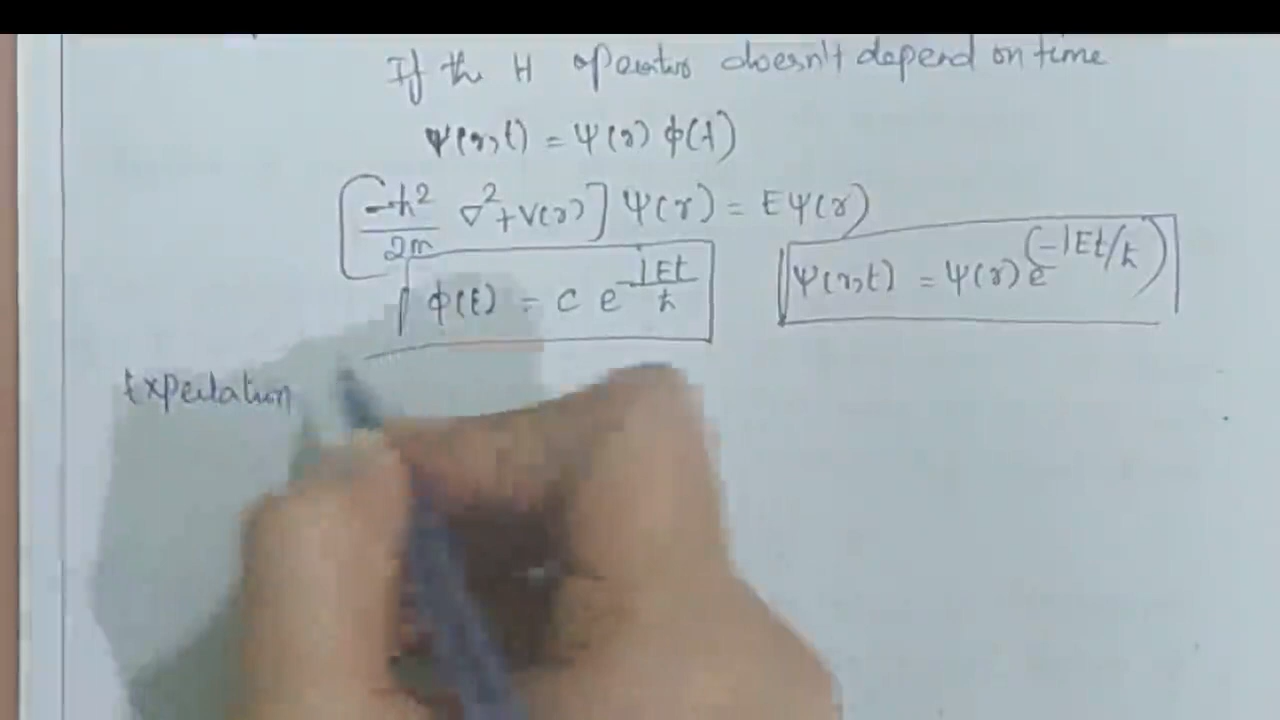 If the H operator doesn't depend on time
Ψ(r,t) = Ψ(r) ϕ(t)
[-ħ²/2m ∇² + V(r)] Ψ(r) = EΨ(r)
ϕ(t) = c e^-iEt/ħ
Ψ(r,t) = Ψ(r) e^(-iEt/ħ)
Expectation